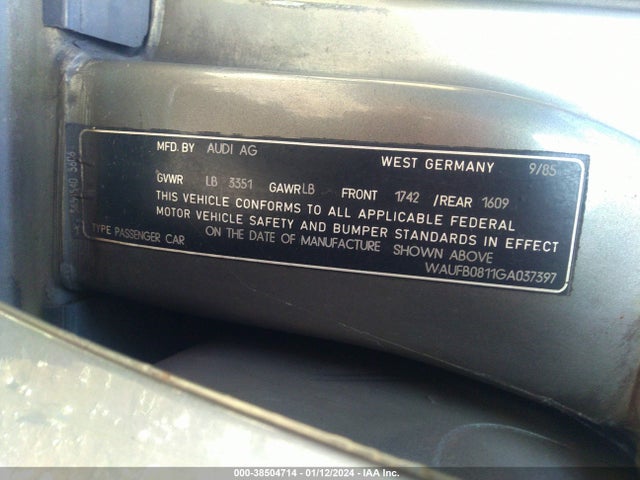 MFD. BY AUDI AG WEST GERMANY 9/85
GVWR LB 3351 GAWR LB FRONT 1742 /REAR 1609
THIS VEHICLE CONFORMS TO ALL APPLICABLE FEDERAL
MOTOR VEHICLE SAFETY AND BUMPER STANDARDS IN EFFECT
ON THE DATE OF MANUFACTURE SHOWN ABOVE
TYPE PASSENGER CAR WAUFB0811GA037397
000-38504714 - 01/12/2024 - IAA Inc.